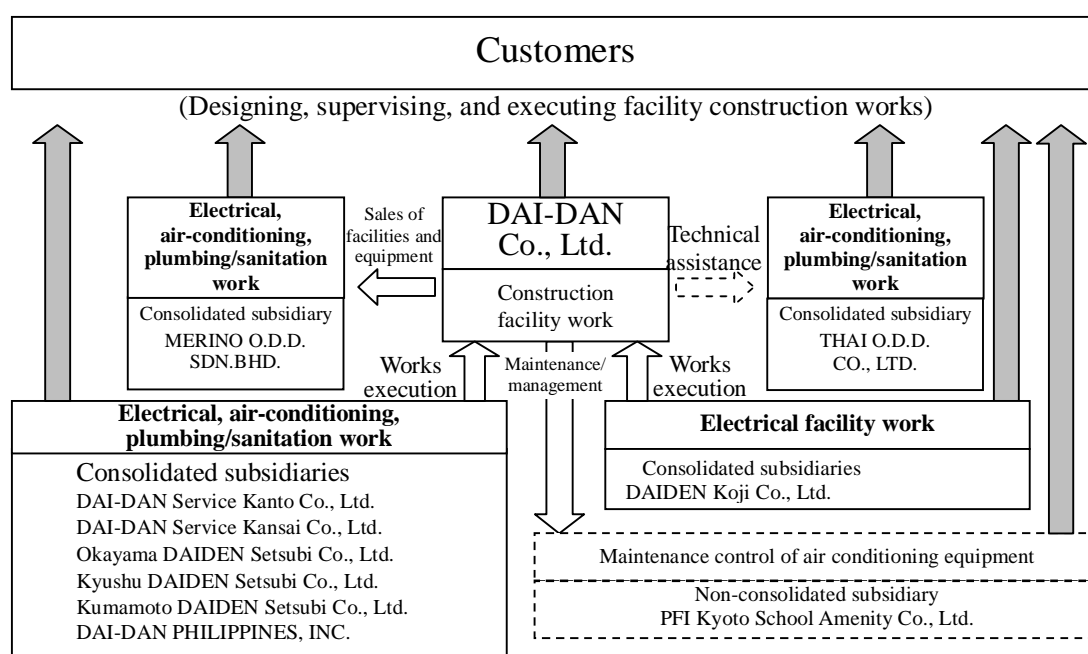 Customers
(Designing, supervising, and executing facility construction works)
Electrical,
air-conditioning,
plumbing/sanitation
work
Consolidated subsidiary
MERINO O.D.D.
SDN.BHD.
Sales of
facilities and
equipment
DAI-DAN
Co., Ltd.
Construction
facility work
Technical
assistance
Electrical,
air-conditioning,
plumbing/sanitation
work
Consolidated subsidiary
THAI O.D.D.
CO., LTD.
Works
execution
Maintenance/
management
Works
execution
Electrical, air-conditioning,
plumbing/sanitation work
Consolidated subsidiaries
DAI-DAN Service Kanto Co., Ltd.
DAI-DAN Service Kansai Co., Ltd.
Okayama DAIDEN Setsubi Co., Ltd.
Kyushu DAIDEN Setsubi Co., Ltd.
Kumamoto DAIDEN Setsubi Co., Ltd.
DAI-DAN PHILIPPINES, INC.
Electrical facility work
Consolidated subsidiaries
DAIDEN Koji Co., Ltd.
Maintenance control of air conditioning equipment
Non-consolidated subsidiary
PFI Kyoto School Amenity Co., Ltd.